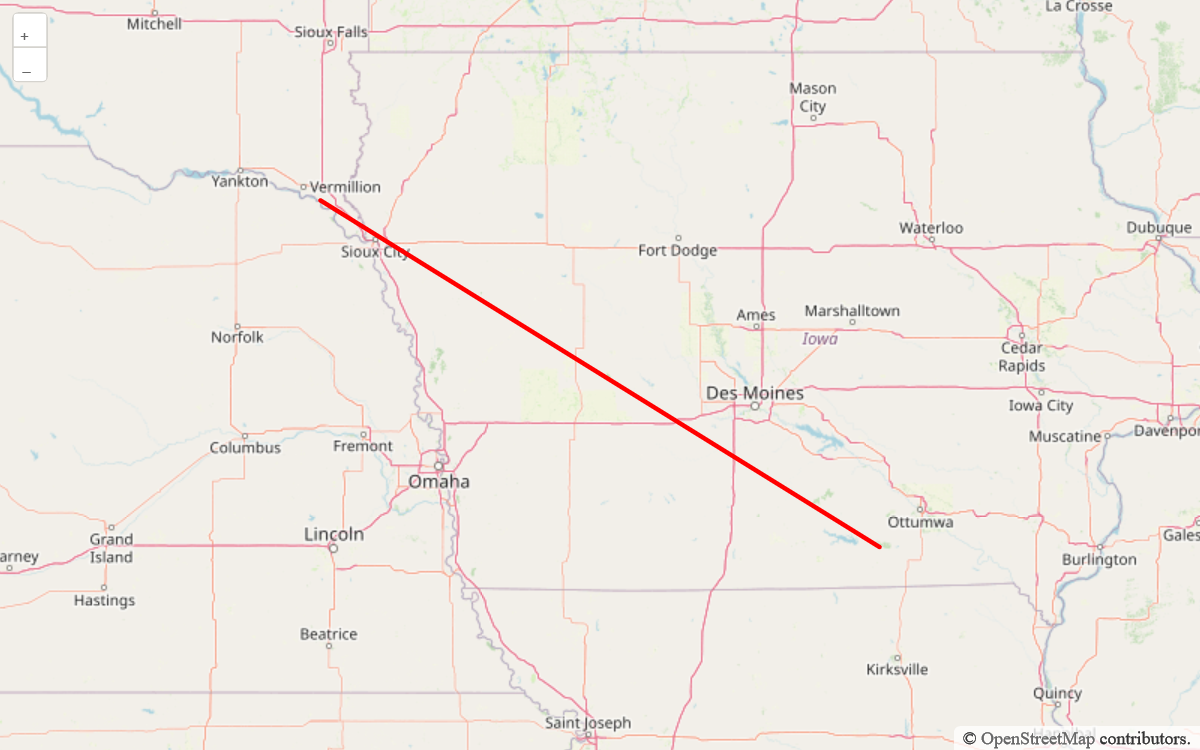 La Crosse
Mitchell
Sioux Falls
+
–
Mason
City
Yankton
Vermillion
Waterloo
Dubuque
Sioux City
Fort Dodge
Ames
Marshalltown
Norfolk
Iowa
Cedar
Rapids
Des Moines
Iowa City
Columbus
Fremont
Muscatine
Davenpor
Omaha
Ottumwa
Lincoln
Grand
Island
Gales
arney
Burlington
Hastings
Beatrice
Kirksville
Quincy
Saint Joseph
© OpenStreetMap contributors.